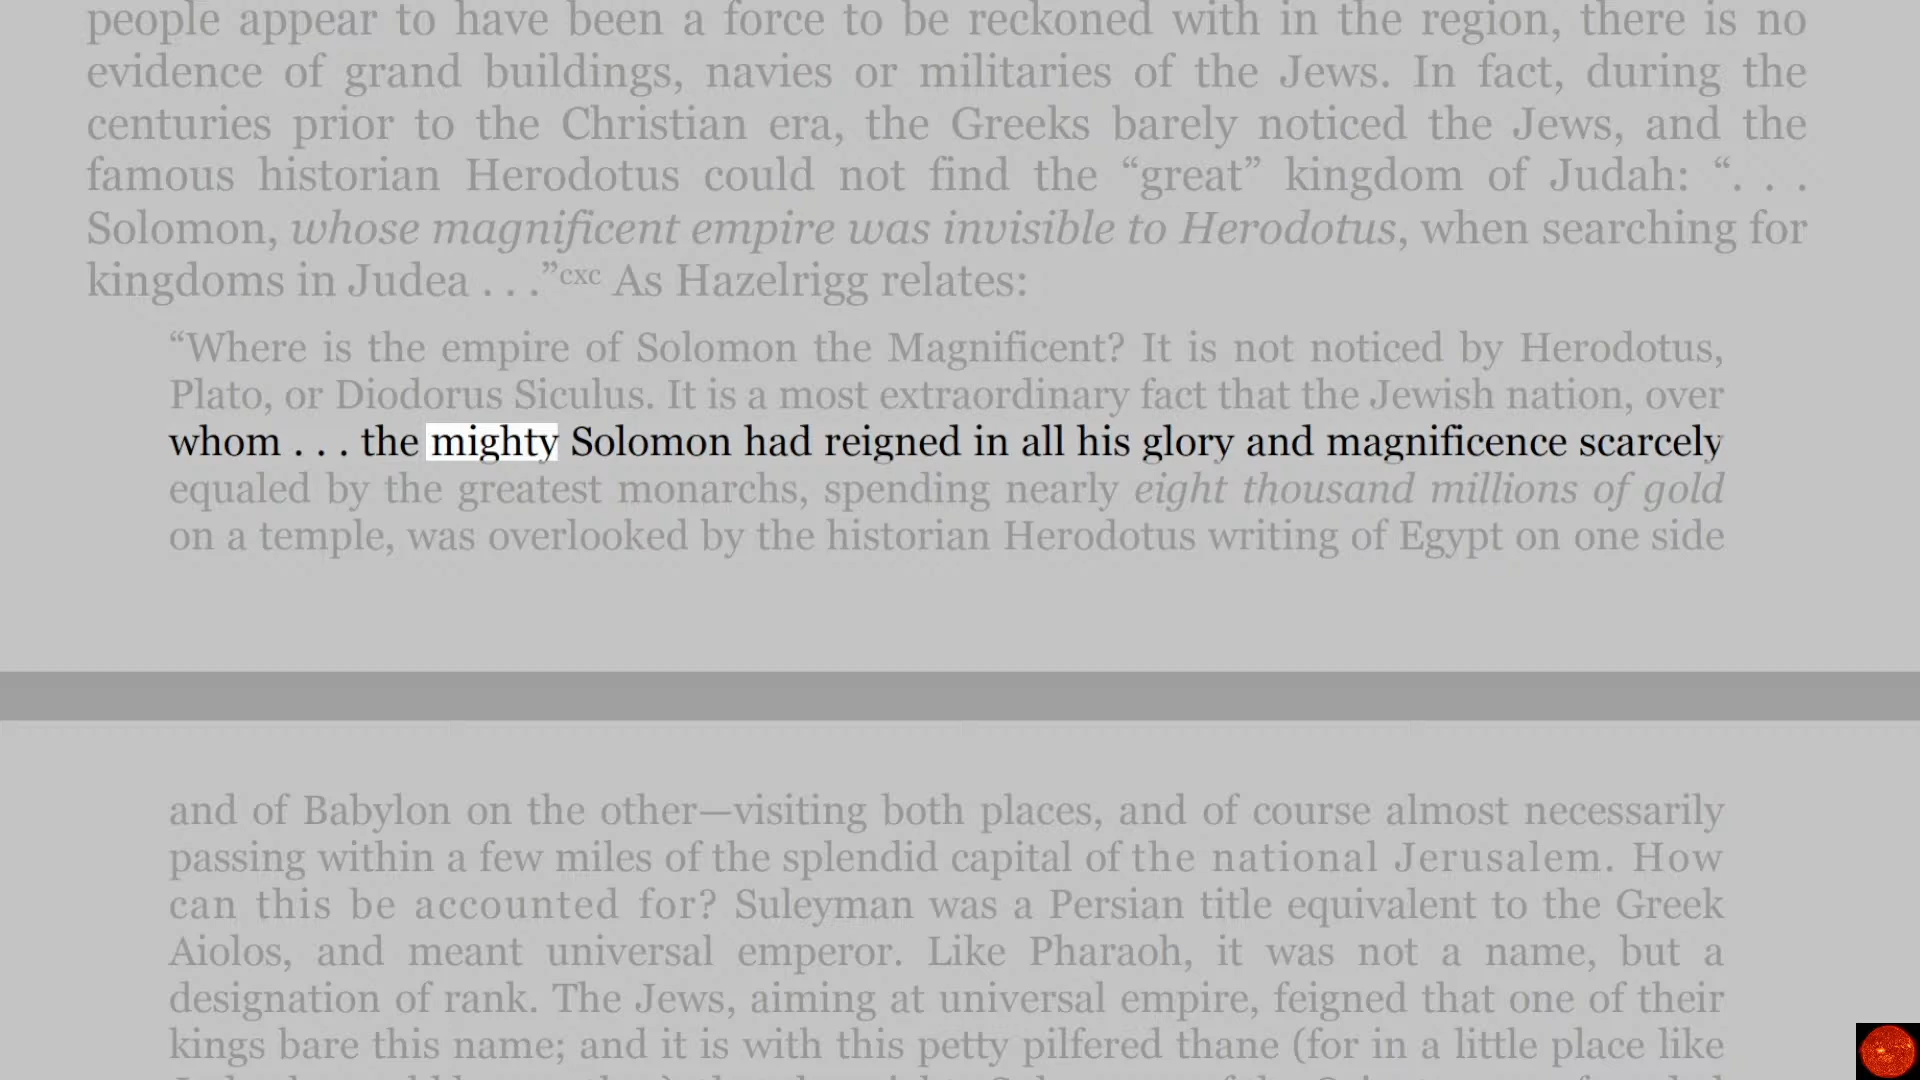 people appear to have been a force to be reckoned with in the region, there is no
evidence of grand buildings, navies or militaries of the Jews. In fact, during the
centuries prior to the Christian era, the Greeks barely noticed the Jews, and the
famous historian Herodotus could not find the “great” kingdom of Judah: “. . .
Solomon, whose magnificent empire was invisible to Herodotus, when searching for
kingdoms in Judea . . .”cxc As Hazelrigg relates:
“Where is the empire of Solomon the Magnificent? It is not noticed by Herodotus,
Plato, or Diodorus Siculus. It is a most extraordinary fact that the Jewish nation, over
whom . . . the mighty Solomon had reigned in all his glory and magnificence scarcely
equaled by the greatest monarchs, spending nearly eight thousand millions of gold
on a temple, was overlooked by the historian Herodotus writing of Egypt on one side
and of Babylon on the other—visiting both places, and of course almost necessarily
passing within a few miles of the splendid capital of the national Jerusalem. How
can this be accounted for? Suleyman was a Persian title equivalent to the Greek
Aiolos, and meant universal emperor. Like Pharaoh, it was not a name, but a
designation of rank. The Jews, aiming at universal empire, feigned that one of their
kings bare this name; and it is with this petty pilfered thane (for in a little place like